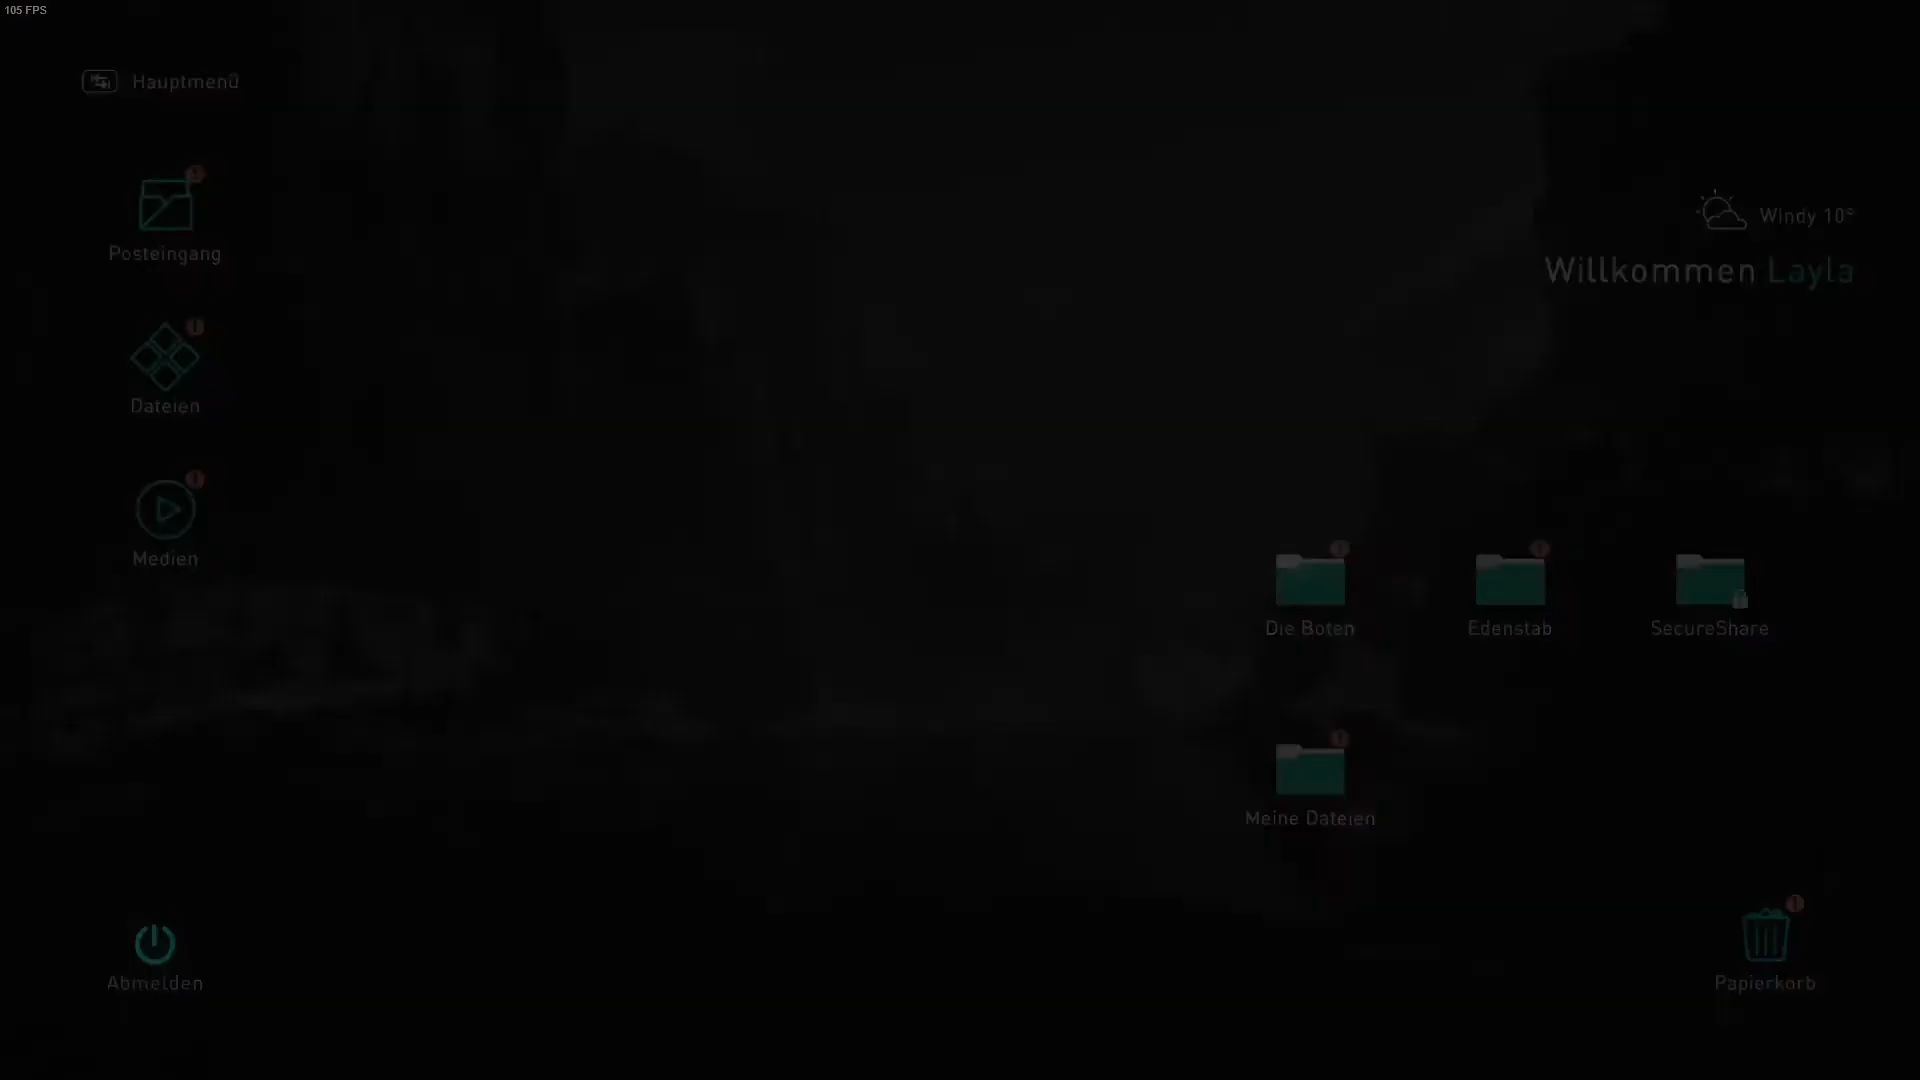 105 FPS
Hauptmenü
Posteingang
Dateien
Medien
Windy 10°
Willkommen Layla
Die Boten
Edenstab
SecureShare
Meine Dateien
Abmelden
Papierkorb